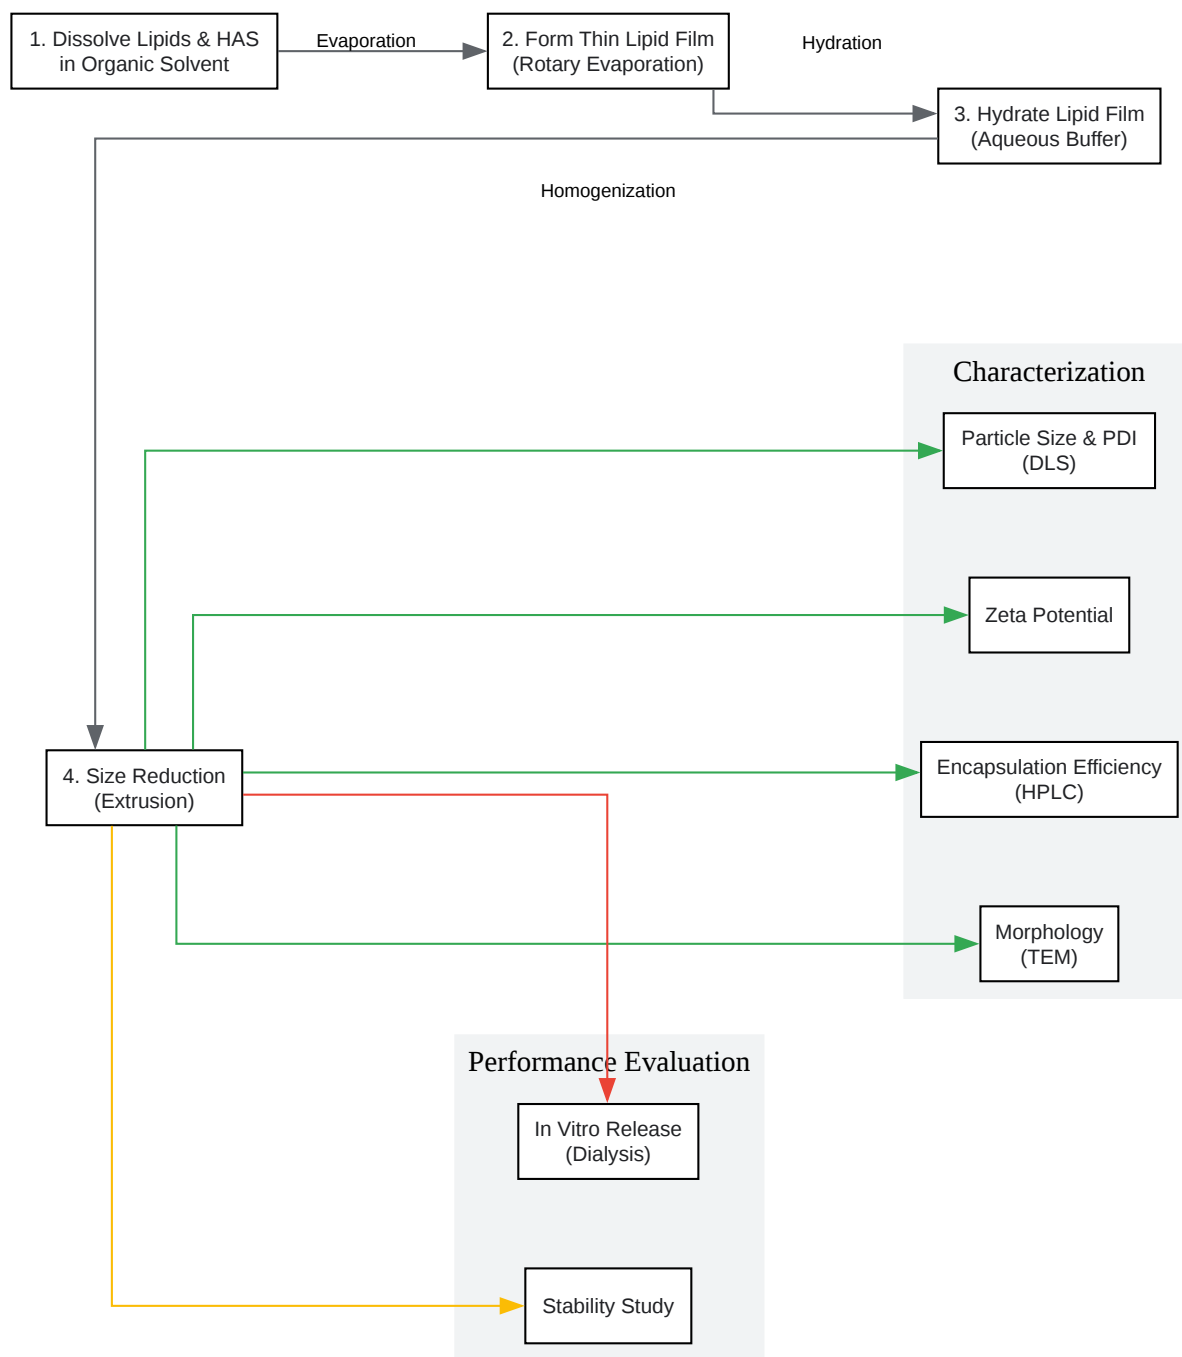 1. Dissolve Lipids & HAS
in Organic Solvent
Evaporation
2. Form Thin Lipid Film
(Rotary Evaporation)
Hydration
3. Hydrate Lipid Film
(Aqueous Buffer)
Homogenization
Characterization
Particle Size & PDI
(DLS)
Zeta Potential
4. Size Reduction
(Extrusion)
Encapsulation Efficiency
(HPLC)
Morphology
(TEM)
Performance Evaluation
In Vitro Release
(Dialysis)
Stability Study